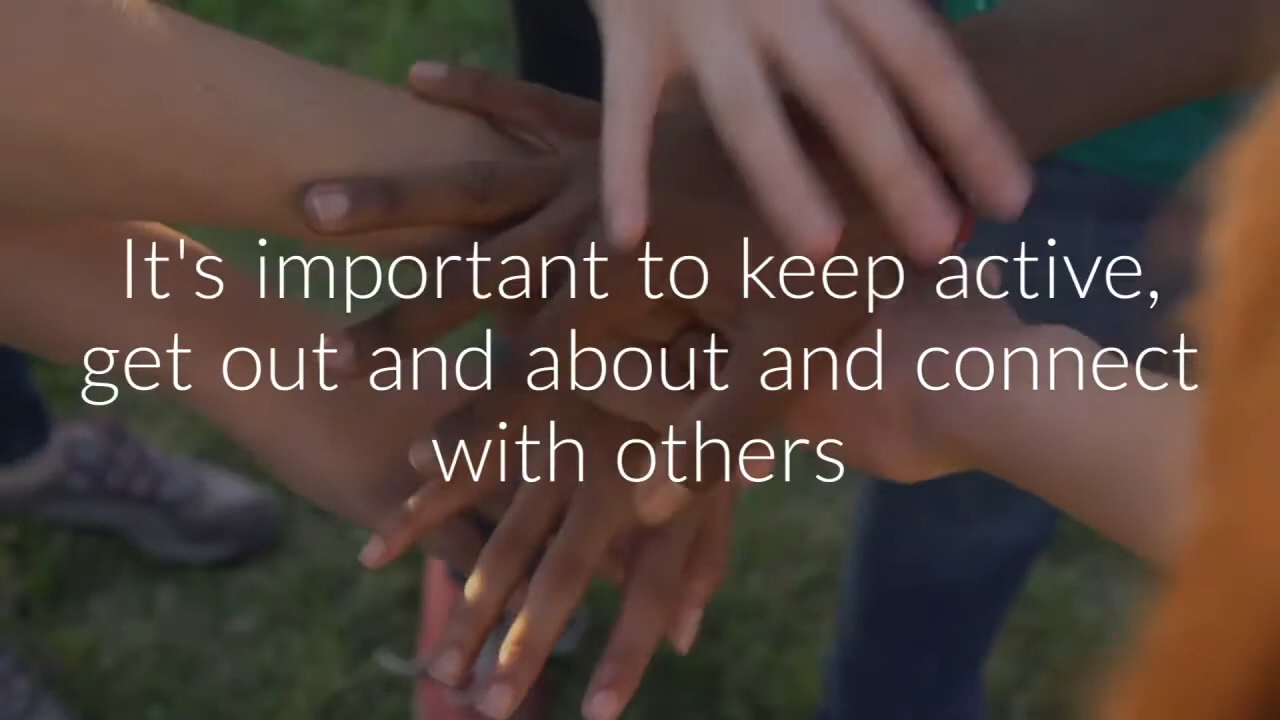 It's important to keep active,
get out and about and connect
with others